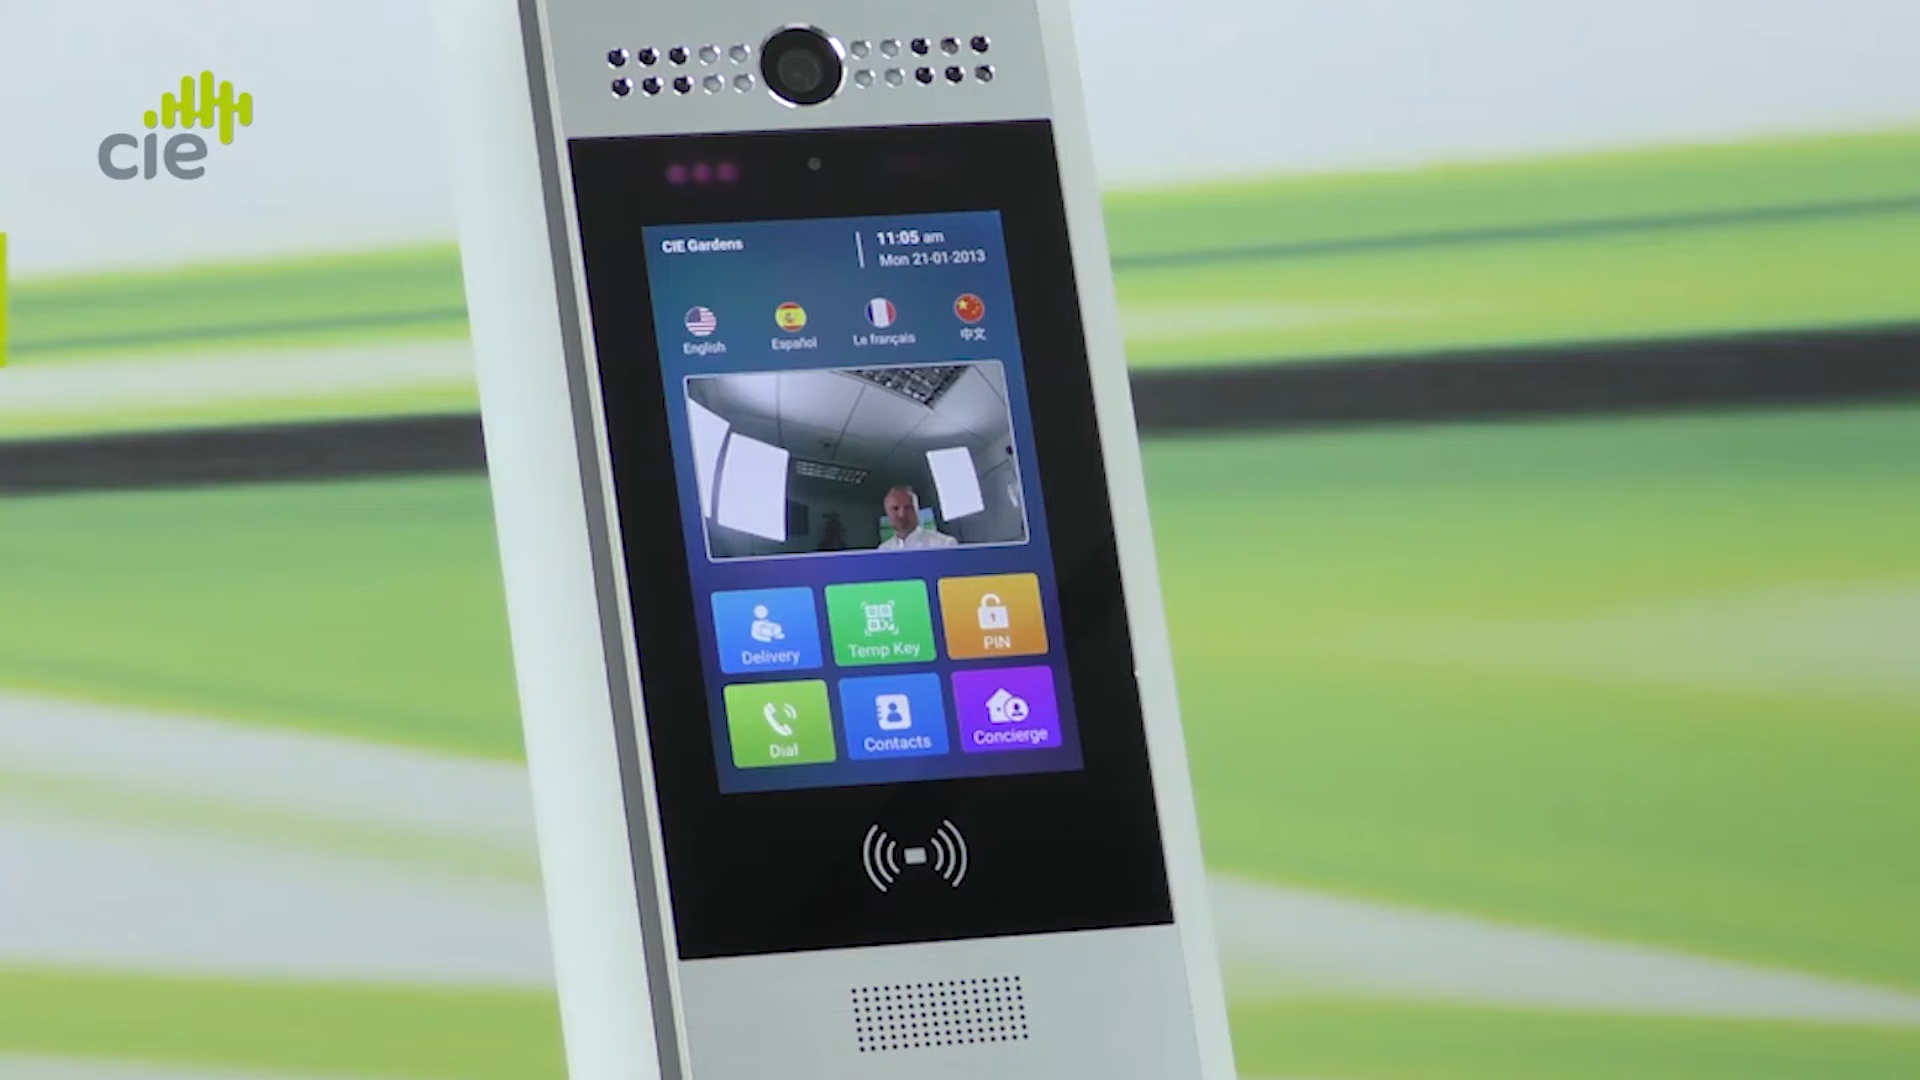 cie
CIE Gardens
11:05 am
Mon 21-01-2013
English
Español
Le français
中文
Delivery
Temp Key
PIN
Dial
Contacts
Concierge